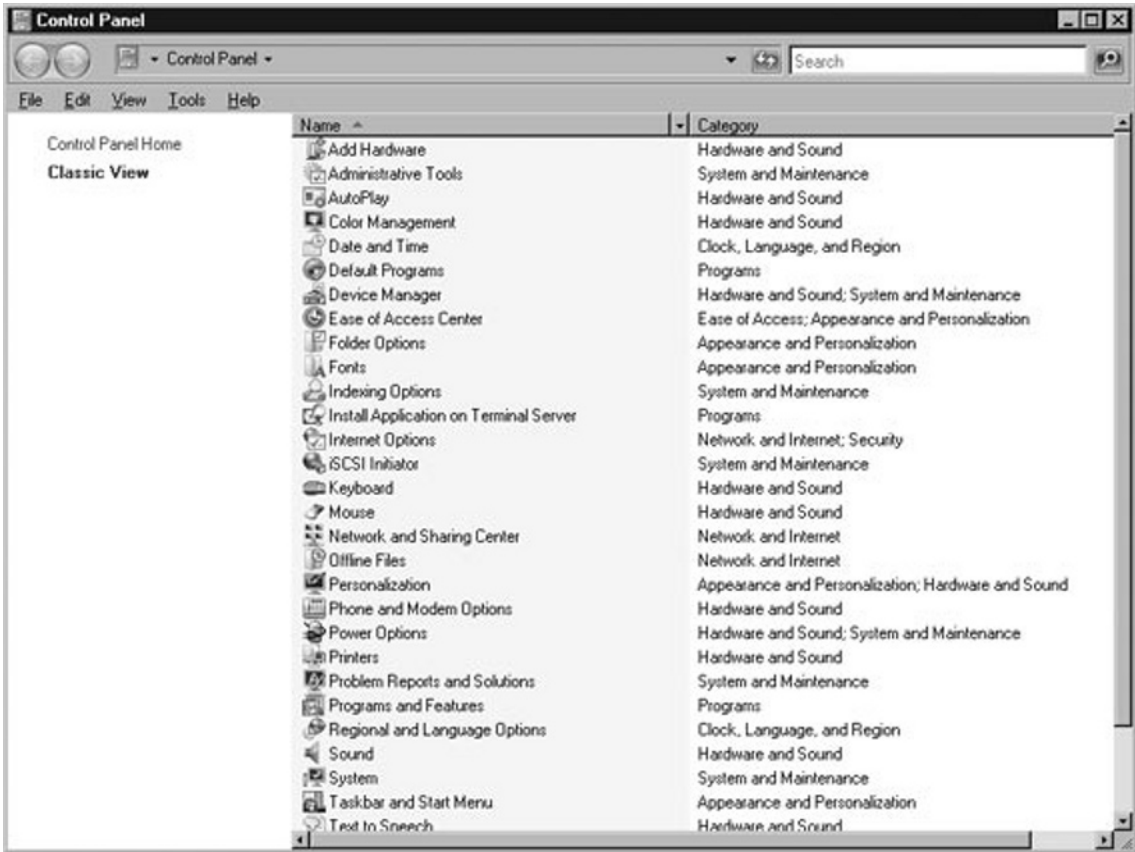 Control Panel
Control Panel
Search
File Edit View Tools Help
Control Panel Home
Classic View
Name Category
Add Hardware Hardware and Sound
Administrative Tools System and Maintenance
AutoPlay Hardware and Sound
Color Management Hardware and Sound
Date and Time Clock, Language, and Region
Default Programs Programs
Device Manager Hardware and Sound; System and Maintenance
Ease of Access Center Ease of Access; Appearance and Personalization
Folder Options Appearance and Personalization
Fonts Appearance and Personalization
Indexing Options System and Maintenance
Install Application on Terminal Server Programs
Internet Options Network and Internet; Security
iSCSI Initiator System and Maintenance
Keyboard Hardware and Sound
Mouse Hardware and Sound
Network and Sharing Center Network and Internet
Offline Files Network and Internet
Personalization Appearance and Personalization; Hardware and Sound
Phone and Modem Options Hardware and Sound
Power Options Hardware and Sound; System and Maintenance
Printers Hardware and Sound
Problem Reports and Solutions System and Maintenance
Programs and Features Programs
Regional and Language Options Clock, Language, and Region
Sound Hardware and Sound
System System and Maintenance
Taskbar and Start Menu Appearance and Personalization
Text to Speech Hardware and Sound